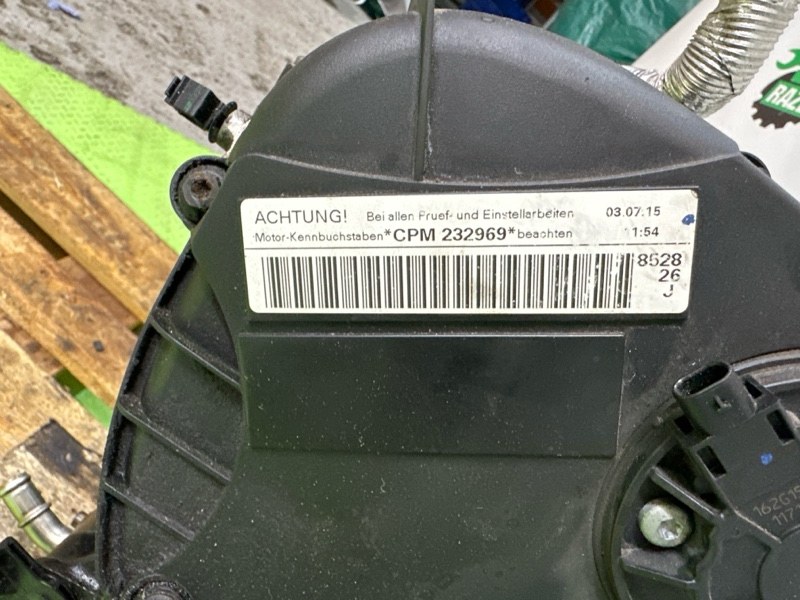 ACHTUNG! Bei allen Pruef- und Einstellarbeiten 03.07.15
Motor-Kennbuchstaben *CPM 232969* beachten 11:54
8528
26
J